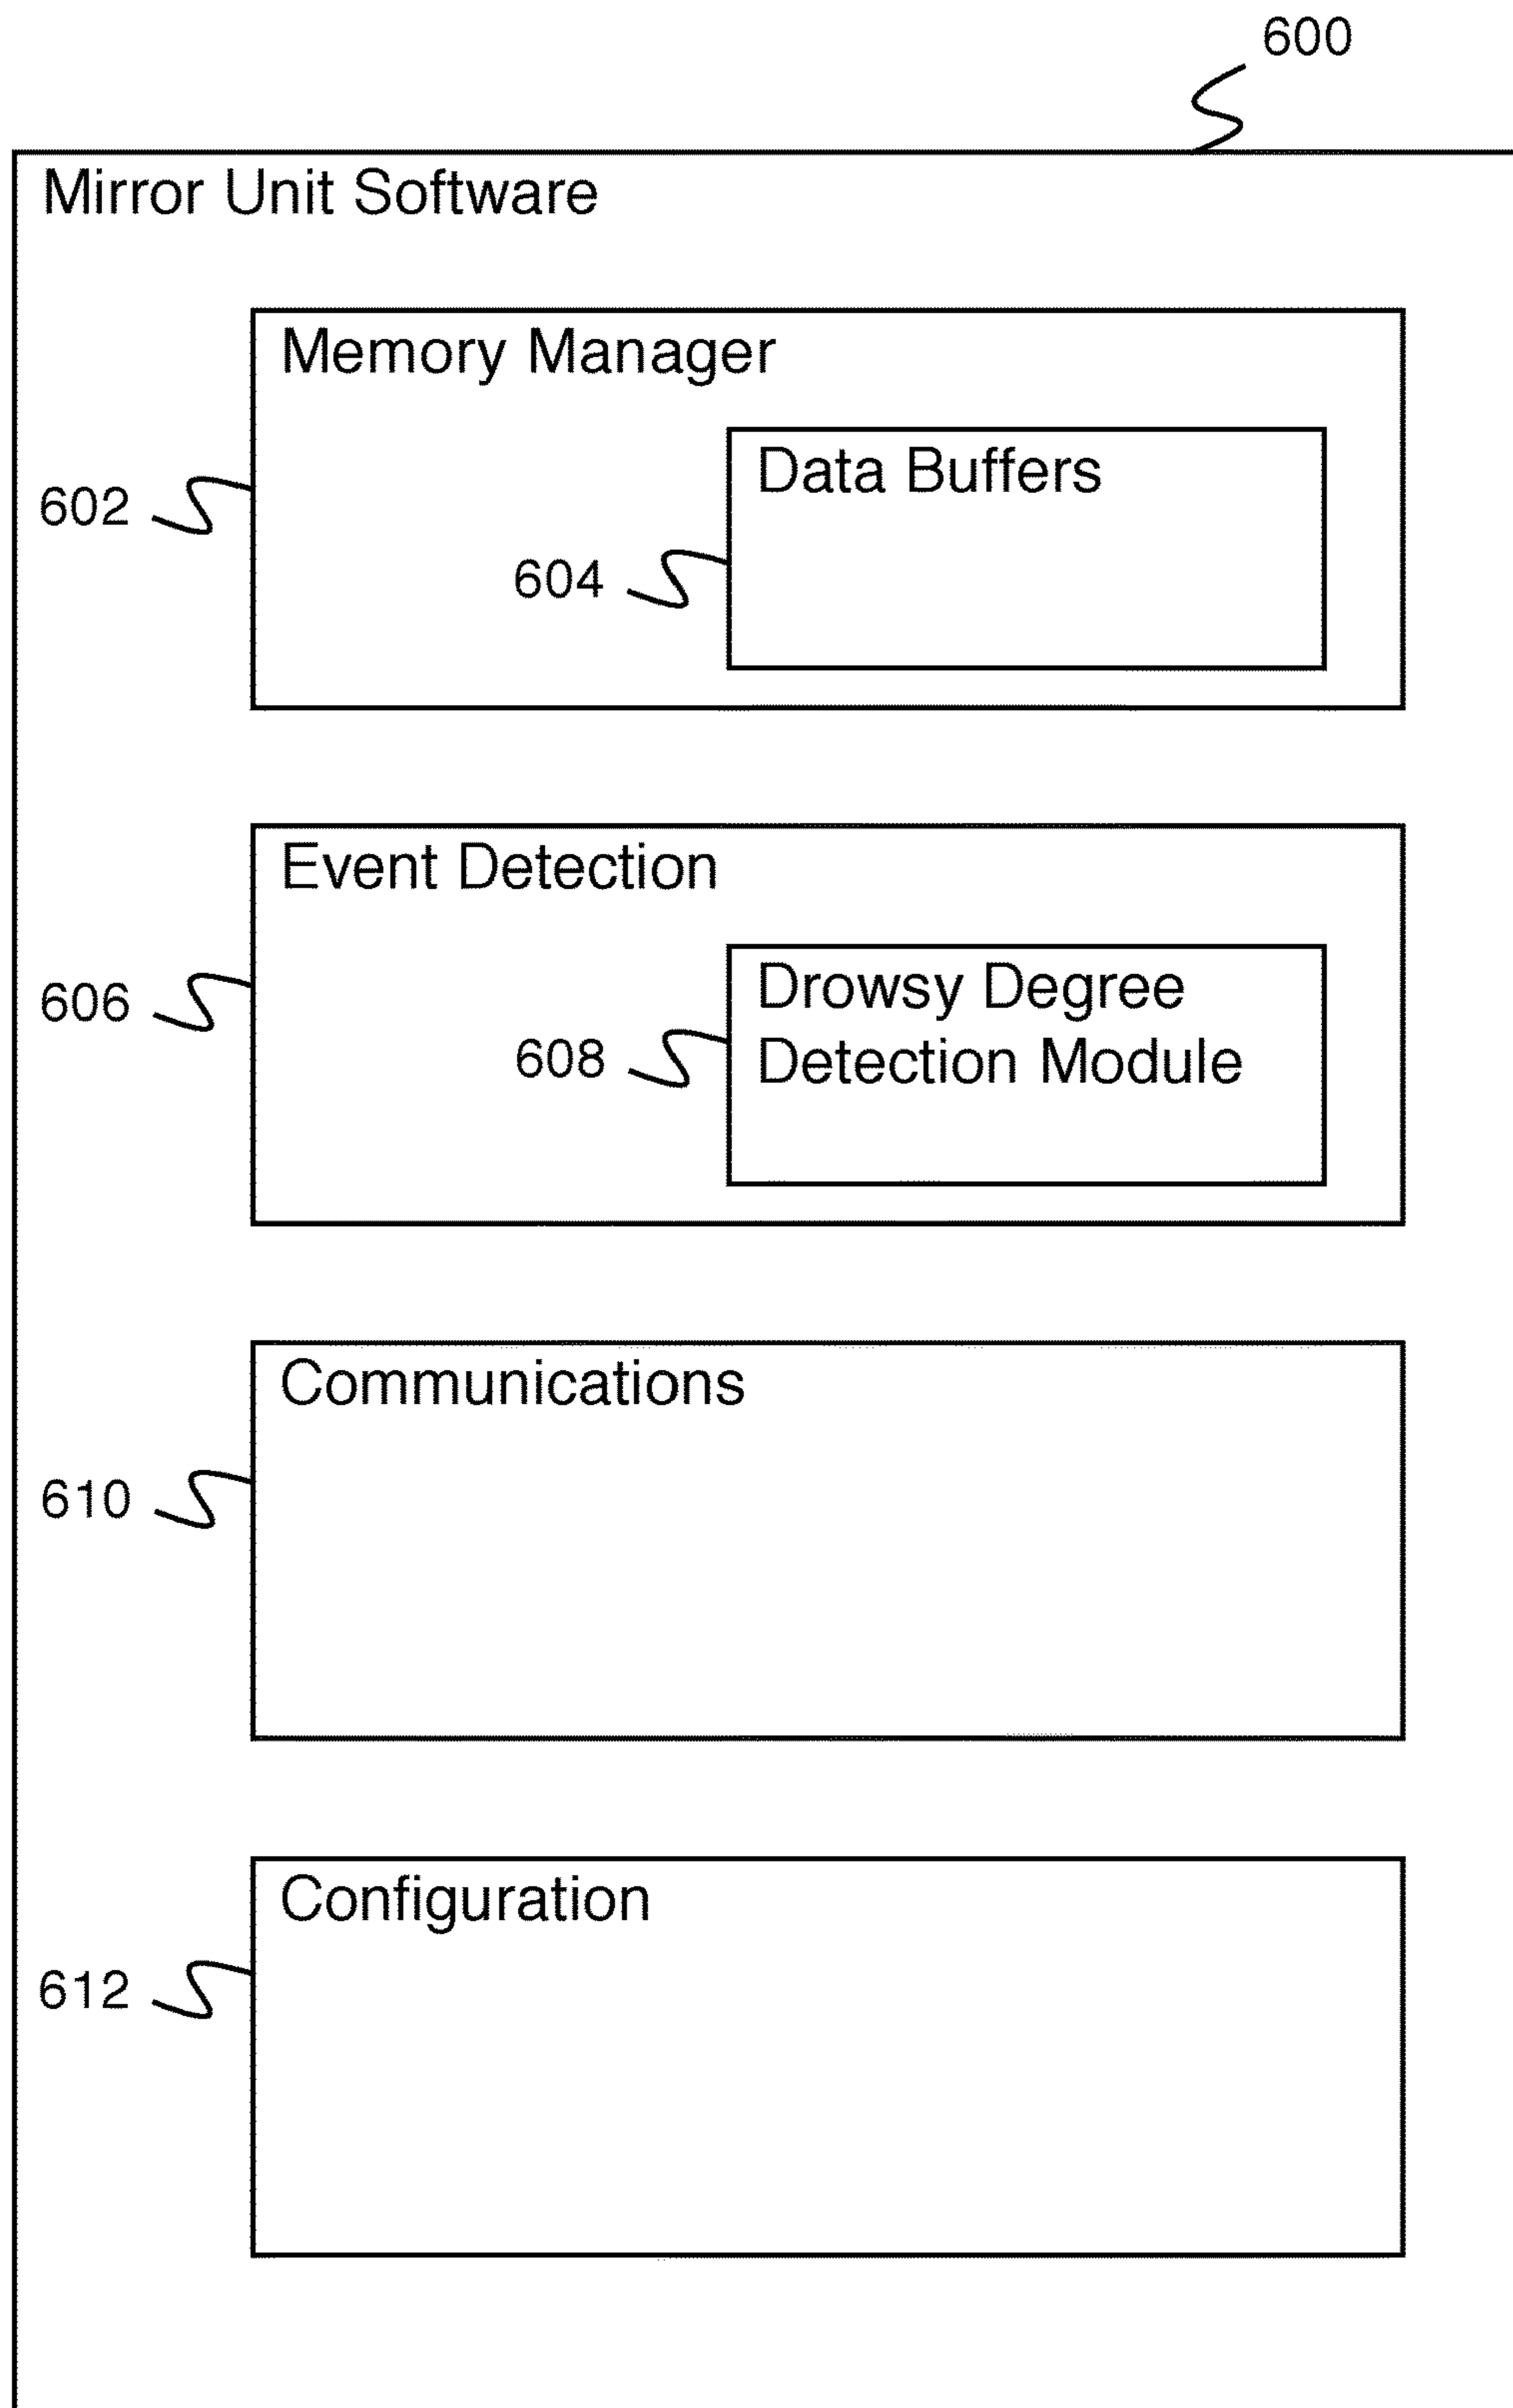 600
Mirror Unit Software
Memory Manager
Data Buffers
602
604
Event Detection
Drowsy Degree
Detection Module
606
608
Communications
610
Configuration
612